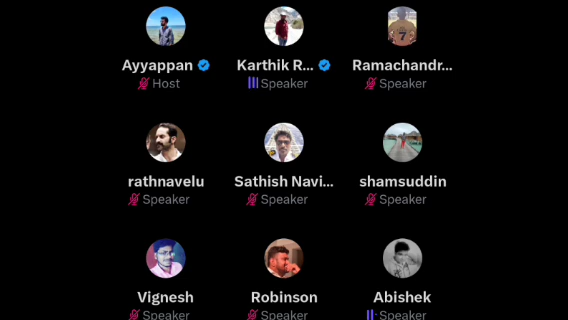 Ayyappan Karthik R... Ramachandr...
Host Speaker Speaker
7
rathnavelu Sathish Navi... shamsuddin
Speaker Speaker Speaker
Vignesh Robinson Abishek
Speaker Speaker Speaker